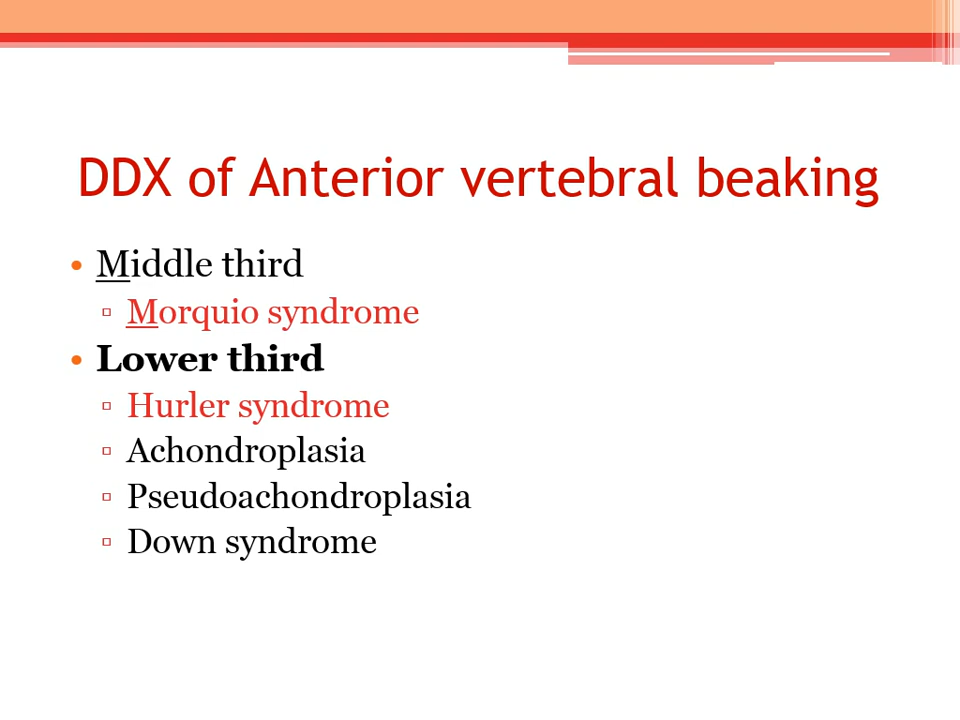 DDX of Anterior vertebral beaking
• Middle third
▫ Morquio syndrome
• Lower third
▫ Hurler syndrome
▫ Achondroplasia
▫ Pseudoachondroplasia
▫ Down syndrome